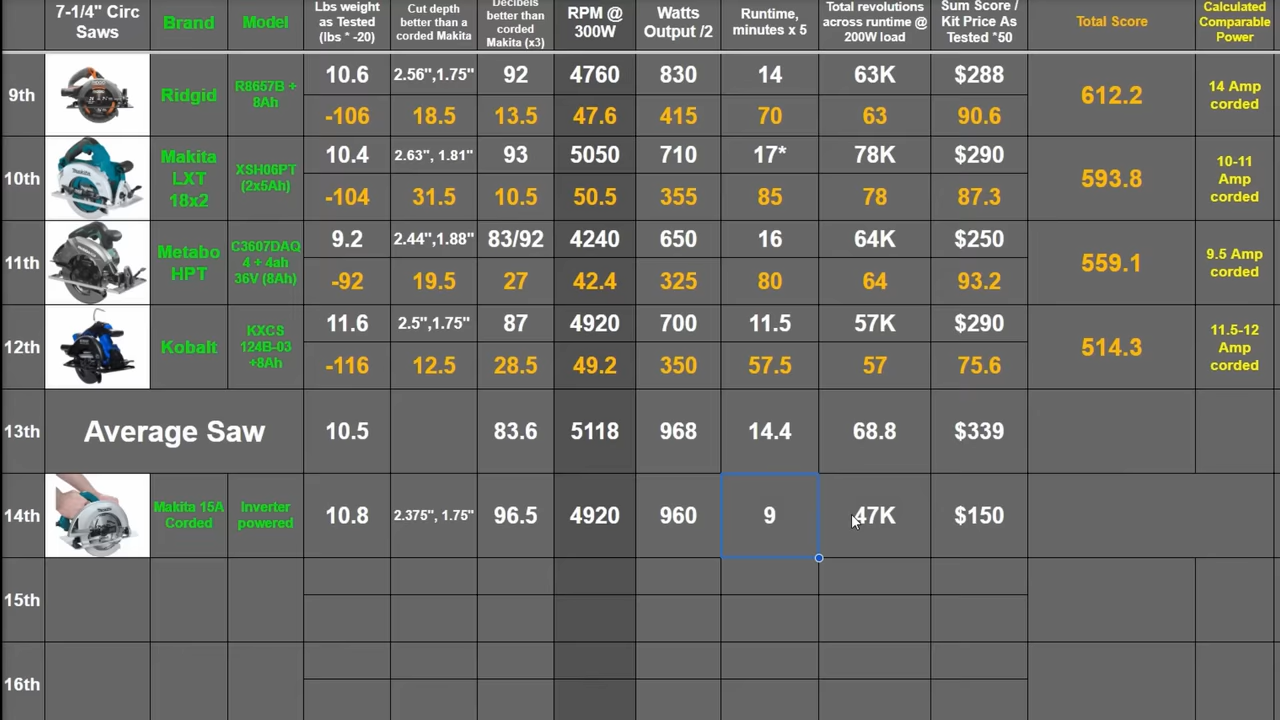 7-1/4" Circ
Saws
Brand
Model
Lbs weight
as Tested
(lbs * -20)
Cut depth
better than a
corded Makita
Decibels
better than
corded
Makita (x3)
RPM @
300W
Watts
Output /2
Runtime,
minutes x 5
Total revolutions
across runtime @
200W load
Sum Score /
Kit Price As
Tested *50
Total Score
Calculated
Comparable
Power
9th
Ridgid
R8657B +
8Ah
10.6
2.56",1.75"
92
4760
830
14
63K
$288
-106
18.5
13.5
47.6
415
70
63
90.6
612.2
14 Amp
corded
10th
Makita
LXT
18x2
XSH06PT
(2x5Ah)
10.4
2.63", 1.81"
93
5050
710
17*
78K
$290
-104
31.5
10.5
50.5
355
85
78
87.3
593.8
10-11
Amp
corded
11th
Metabo
HPT
C3607DAQ
4 + 4ah
36V (8Ah)
9.2
2.44",1.88"
83/92
4240
650
16
64K
$250
-92
19.5
27
42.4
325
80
64
93.2
559.1
9.5 Amp
corded
12th
Kobalt
KXCS
124B-03
+8Ah
11.6
2.5",1.75"
87
4920
700
11.5
57K
$290
-116
12.5
28.5
49.2
350
57.5
57
75.6
514.3
11.5-12
Amp
corded
13th
Average Saw
10.5
83.6
5118
968
14.4
68.8
$339
14th
Makita 15A
Corded
Inverter
powered
10.8
2.375", 1.75"
96.5
4920
960
9
47K
$150
15th
16th